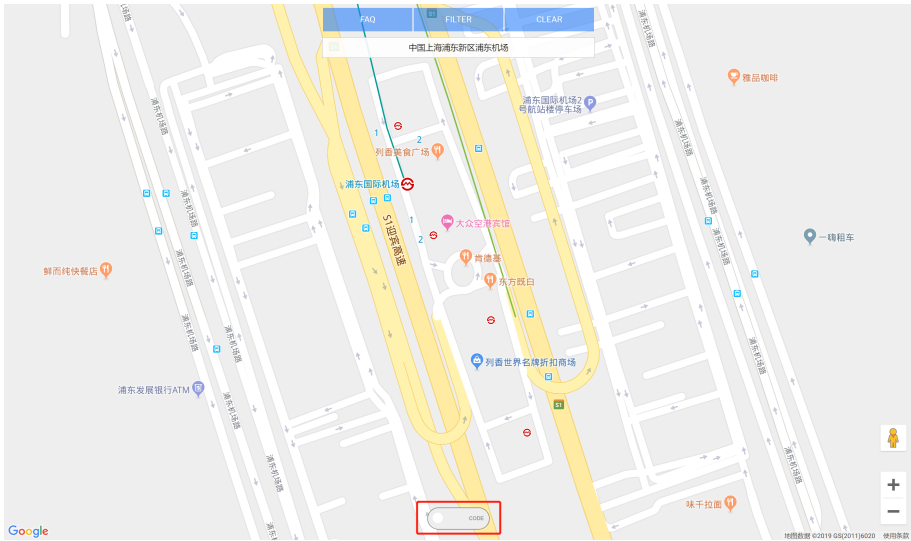 FAQ
FILTER
CLEAR
中国上海浦东新区浦东机场
浦东机场路
浦东机场路
浦东机场路
雅品咖啡
浦东国际机场2
号航站楼停车场
1
2
列香美食广场
浦东机场路
浦东国际机场
浦东机场路
1
2
大众空港宾馆
S1迎宾高速
一嗨租车
浦东机场路
浦东机场路
肯德基
鲜而纯快餐店
东方既白
浦东机场路
浦东机场路
列香世界名牌折扣商场
浦东发展银行ATM
S1
浦东机场路
浦东机场路
浦东机场路
味千拉面
CODE
浦东机场路
Google
地图数据 ©2019 GS(2011)6020 使用条款